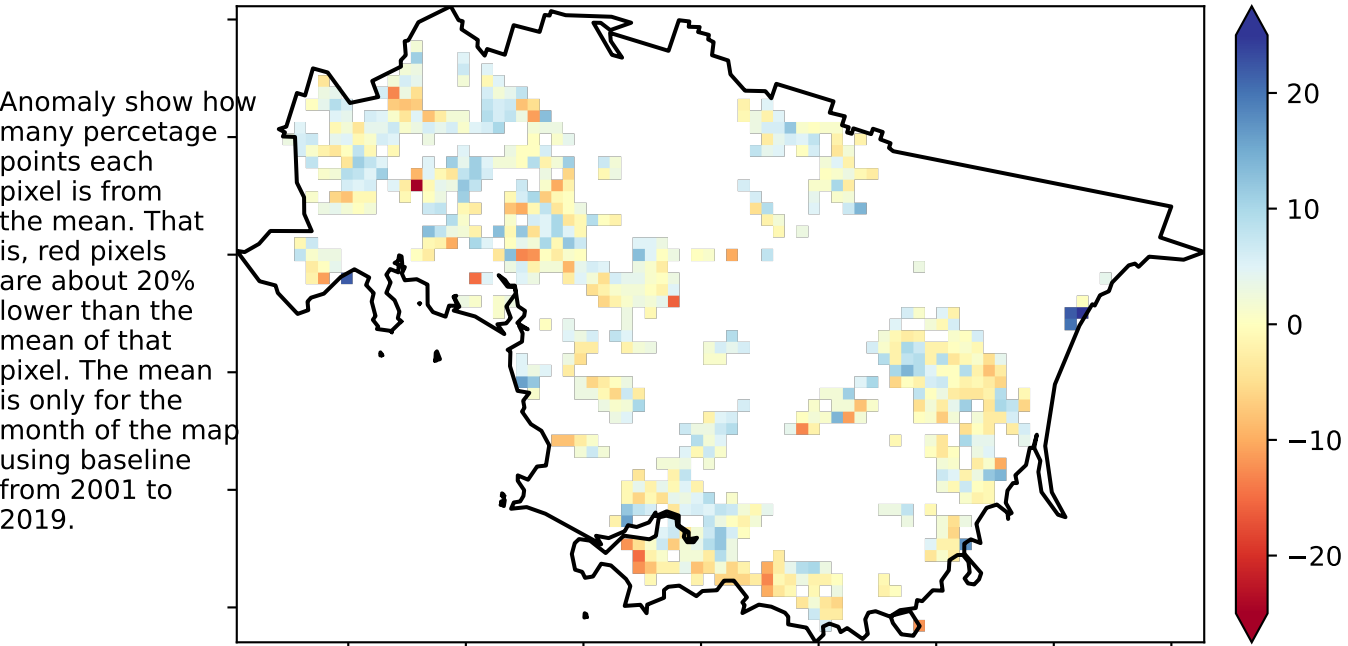 Anomaly show how
many percetage
points each
pixel is from
the mean. That
is, red pixels
are about 20%
lower than the
mean of that
pixel. The mean
is only for the
month of the map
using baseline
from 2001 to
2019.
20
10
0
−10
−20